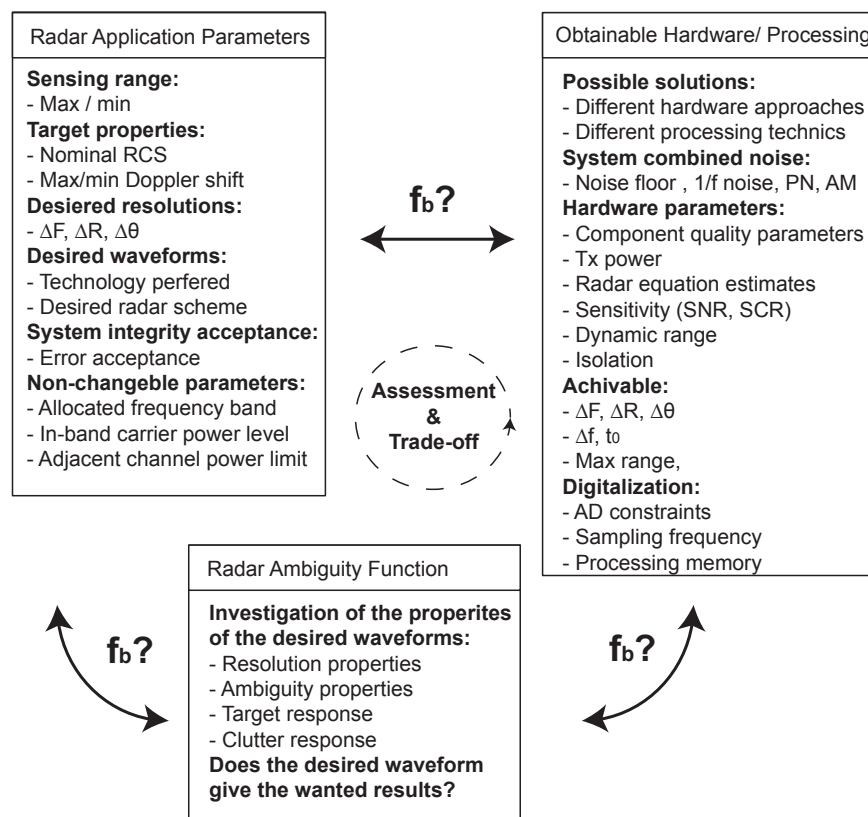 Radar Application Parameters
Sensing range:
- Max / min
Target properties:
- Nominal RCS
- Max/min Doppler shift
Desiered resolutions:
- ΔF, ΔR, Δθ
Desired waveforms:
- Technology perfered
- Desired radar scheme
System integrity acceptance:
- Error acceptance
Non-changeble parameters:
- Allocated frequency band
- In-band carrier power level
- Adjacent channel power limit
fb?
Assessment
&
Trade-off
Obtainable Hardware/ Processing
Possible solutions:
- Different hardware approaches
- Different processing technics
System combined noise:
- Noise floor , 1/f noise, PN, AM
Hardware parameters:
- Component quality parameters
- Tx power
- Radar equation estimates
- Sensitivity (SNR, SCR)
- Dynamic range
- Isolation
Achivable:
- ΔF, ΔR, Δθ
- Δf, t0
- Max range,
Digitalization:
- AD constraints
- Sampling frequency
- Processing memory
fb?
Radar Ambiguity Function
Investigation of the properites
of the desired waveforms:
- Resolution properties
- Ambiguity properties
- Target response
- Clutter response
Does the desired waveform
give the wanted results?
fb?